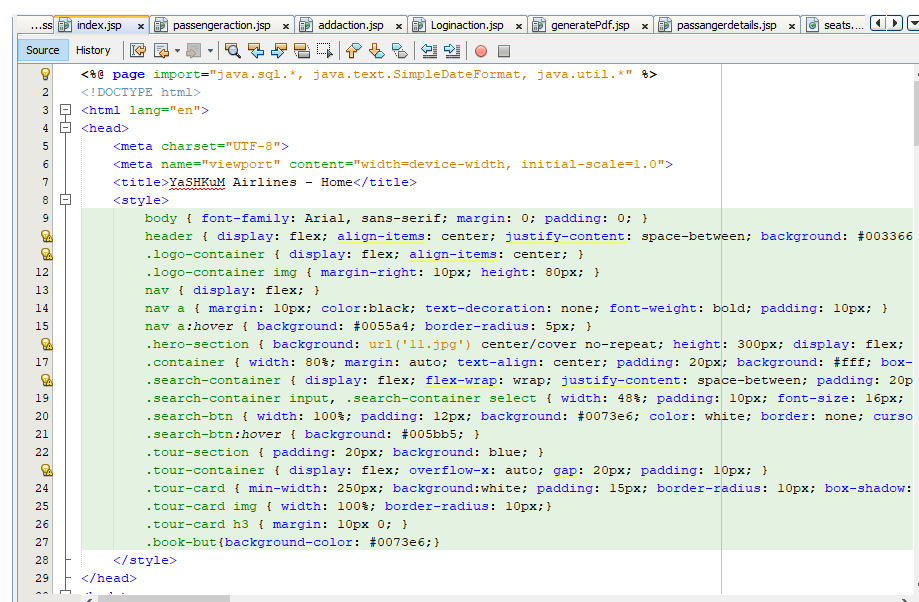 ...ss index.jsp x passengeraction.jsp x addaction.jsp x Loginaction.jsp x generatePdf.jsp x passangerdetails.jsp x seats....
Source History
<%@ page import="java.sql.*, java.text.SimpleDateFormat, java.util.*" %>
2 <!DOCTYPE html>
3 <html lang="en">
4 <head>
5 <meta charset="UTF-8">
6 <meta name="viewport" content="width=device-width, initial-scale=1.0">
7 <title>YaSHKuM Airlines - Home</title>
8 <style>
9 body { font-family: Arial, sans-serif; margin: 0; padding: 0; }
header { display: flex; align-items: center; justify-content: space-between; background: #003366
.logo-container { display: flex; align-items: center; }
12 .logo-container img { margin-right: 10px; height: 80px; }
13 nav { display: flex; }
14 nav a { margin: 10px; color:black; text-decoration: none; font-weight: bold; padding: 10px; }
15 nav a:hover { background: #0055a4; border-radius: 5px; }
.hero-section { background: url('ll.jpg') center/cover no-repeat; height: 300px; display: flex;
17 .container { width: 80%; margin: auto; text-align: center; padding: 20px; background: #fff; box-
.search-container { display: flex; flex-wrap: wrap; justify-content: space-between; padding: 20p
19 .search-container input, .search-container select { width: 48%; padding: 10px; font-size: 16px;
20 .search-btn { width: 100%; padding: 12px; background: #0073e6; color: white; border: none; curso
21 .search-btn:hover { background: #005bb5; }
22 .tour-section { padding: 20px; background: blue; }
.tour-container { display: flex; overflow-x: auto; gap: 20px; padding: 10px; }
24 .tour-card { min-width: 250px; background:white; padding: 15px; border-radius: 10px; box-shadow:
25 .tour-card img { width: 100%; border-radius: 10px;}
26 .tour-card h3 { margin: 10px 0; }
27 .book-but{background-color: #0073e6;}
28 </style>
29 </head>